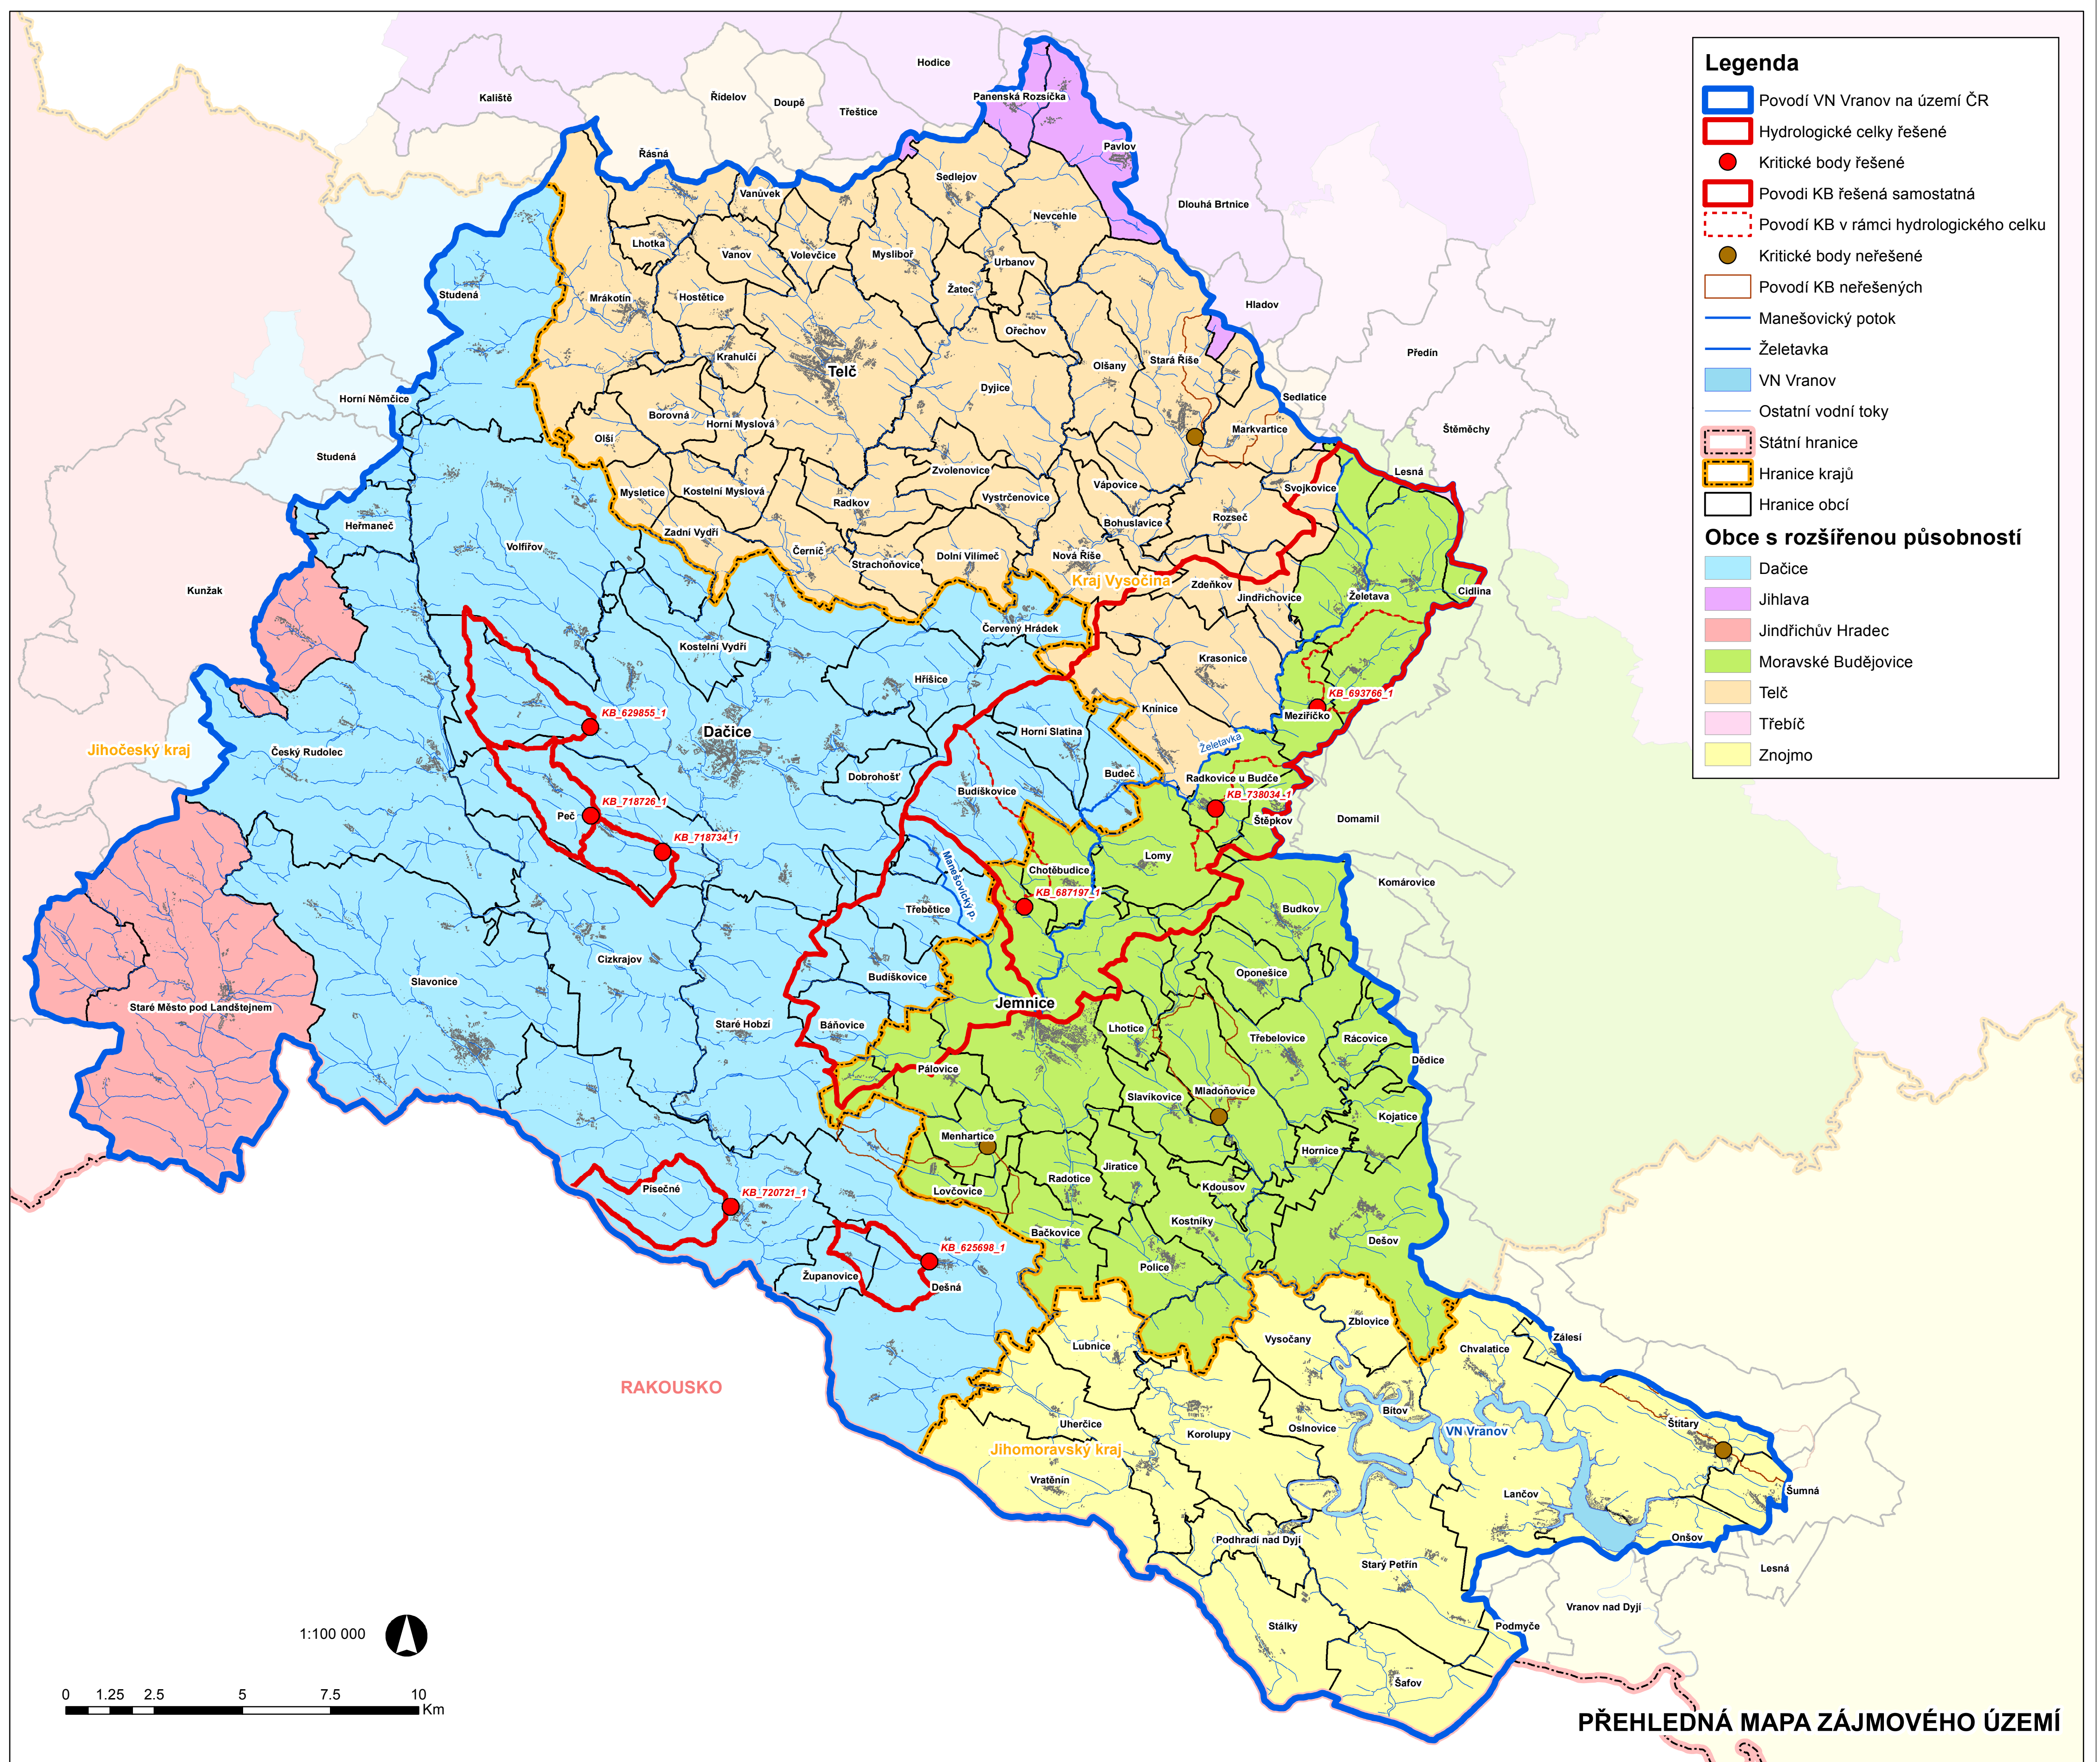 Hodice
Kaliště
Řídelov
Doupě
Třeštice
Panenská Rozsíčka
Řásná
Pavlov
Vanůvek
Sedlejov
Dlouhá Brtnice
Nevcehle
Lhotka
Vanov
Volevčice
Mysliboř
Urbanov
Studená
Mrákotín
Hostětice
Žatec
Hladov
Ořechov
Krahulčí
Telč
Olšany
Stará Říše
Předín
Dyjice
Horní Němčice
Sedlatice
Borovná
Horní Myslová
Olší
Markvartice
Štěměchy
Studená
Zvolenovice
Lesná
Mysletice
Kostelní Myslová
Radkov
Vystrčenovice
Vápovice
Svojkovice
Heřmaneč
Zadní Vydří
Bohuslavice
Rozseč
Volfířov
Černíč
Strachoňovice
Dolní Vilímeč
Nová Říše
Kraj Vysočina
Zdeňkov
Kunžak
Jindřichovice
Želetava
Cidlina
Červený Hrádek
Kostelní Vydří
Krasonice
Hříšice
KB_693766_1
KB_629855_1
Knínice
Meziříčko
Jihočeský kraj
Český Rudolec
Dačice
Horní Slatina
Želetavka
Dobrohošť
Budeč
Radkovice u Budče
Budíškovice
KB_738034_1
KB_718726_1
Peč
Štěpkov
Domamil
KB_718734_1
Lomy
Manešovický p.
Chotěbudice
Komárovice
KB_687197_1
Třebětice
Budkov
Cizkrajov
Slavonice
Budíškovice
Oponešice
Staré Město pod Landštejnem
Jemnice
Staré Hobzí
Báňovice
Lhotice
Třebelovice
Rácovice
Dědice
Pálovice
Mladoňovice
Slavíkovice
Kojatice
Menhartice
Hornice
Jiratice
Radotice
Kdousov
Písečné
KB_720721_1
Lovčovice
Kostníky
Bačkovice
Dešov
KB_625698_1
Police
Županovice
Dešná
Zblovice
Vysočany
Zálesí
Lubnice
Chvalatice
RAKOUSKO
Bítov
Uherčice
Oslnovice
Korolupy
VN Vranov
Štítary
Jihomoravský kraj
Vratěnín
Lančov
Šumná
Podhradí nad Dyjí
Onšov
Starý Petřín
Lesná
Vranov nad Dyjí
Stálky
Podmyče
Šafov
Legenda
Povodí VN Vranov na území ČR
Hydrologické celky řešené
Kritické body řešené
Povodi KB řešená samostatná
Povodí KB v rámci hydrologického celku
Kritické body neřešené
Povodí KB neřešených
Manešovický potok
Želetavka
VN Vranov
Ostatní vodní toky
Státní hranice
Hranice krajů
Hranice obcí
Obce s rozšířenou působností
Dačice
Jihlava
Jindřichův Hradec
Moravské Budějovice
Telč
Třebíč
Znojmo
1:100 000
0 1.25 2.5 5 7.5 10
Km
PŘEHLEDNÁ MAPA ZÁJMOVÉHO ÚZEMÍ